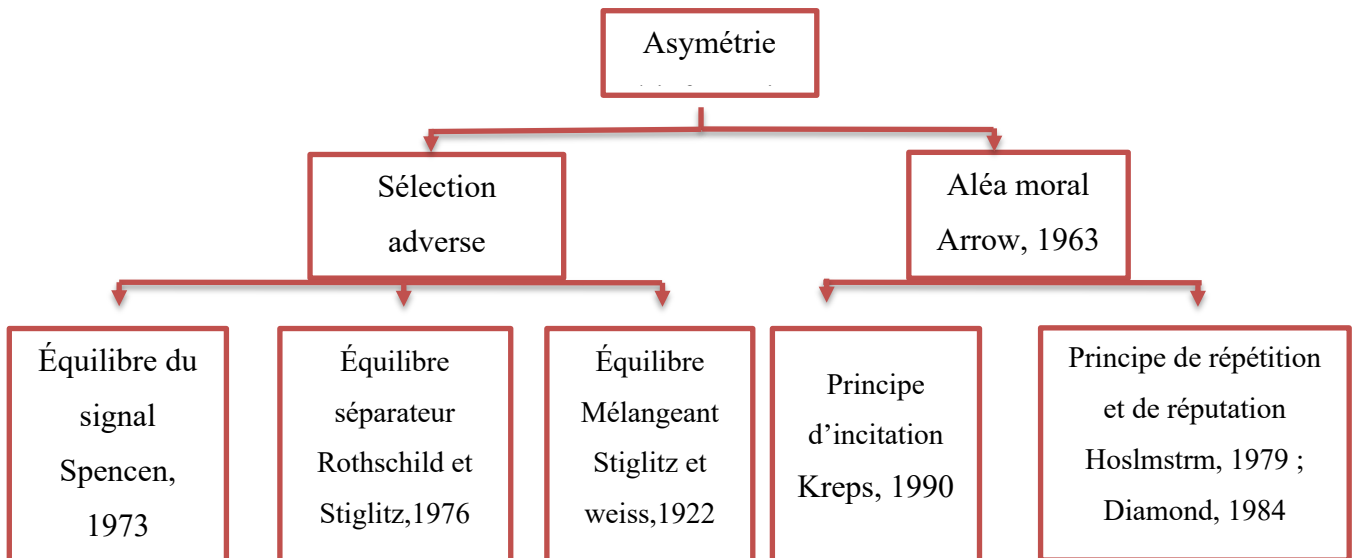 Asymétrie
Sélection
adverse
Aléa moral
Arrow, 1963
Équilibre du
signal
Spencen,
1973
Équilibre
séparateur
Rothschild et
Stiglitz,1976
Équilibre
Mélangeant
Stiglitz et
weiss,1922
Principe
d’incitation
Kreps, 1990
Principe de répétition
et de réputation
Hoslmstrm, 1979 ;
Diamond, 1984